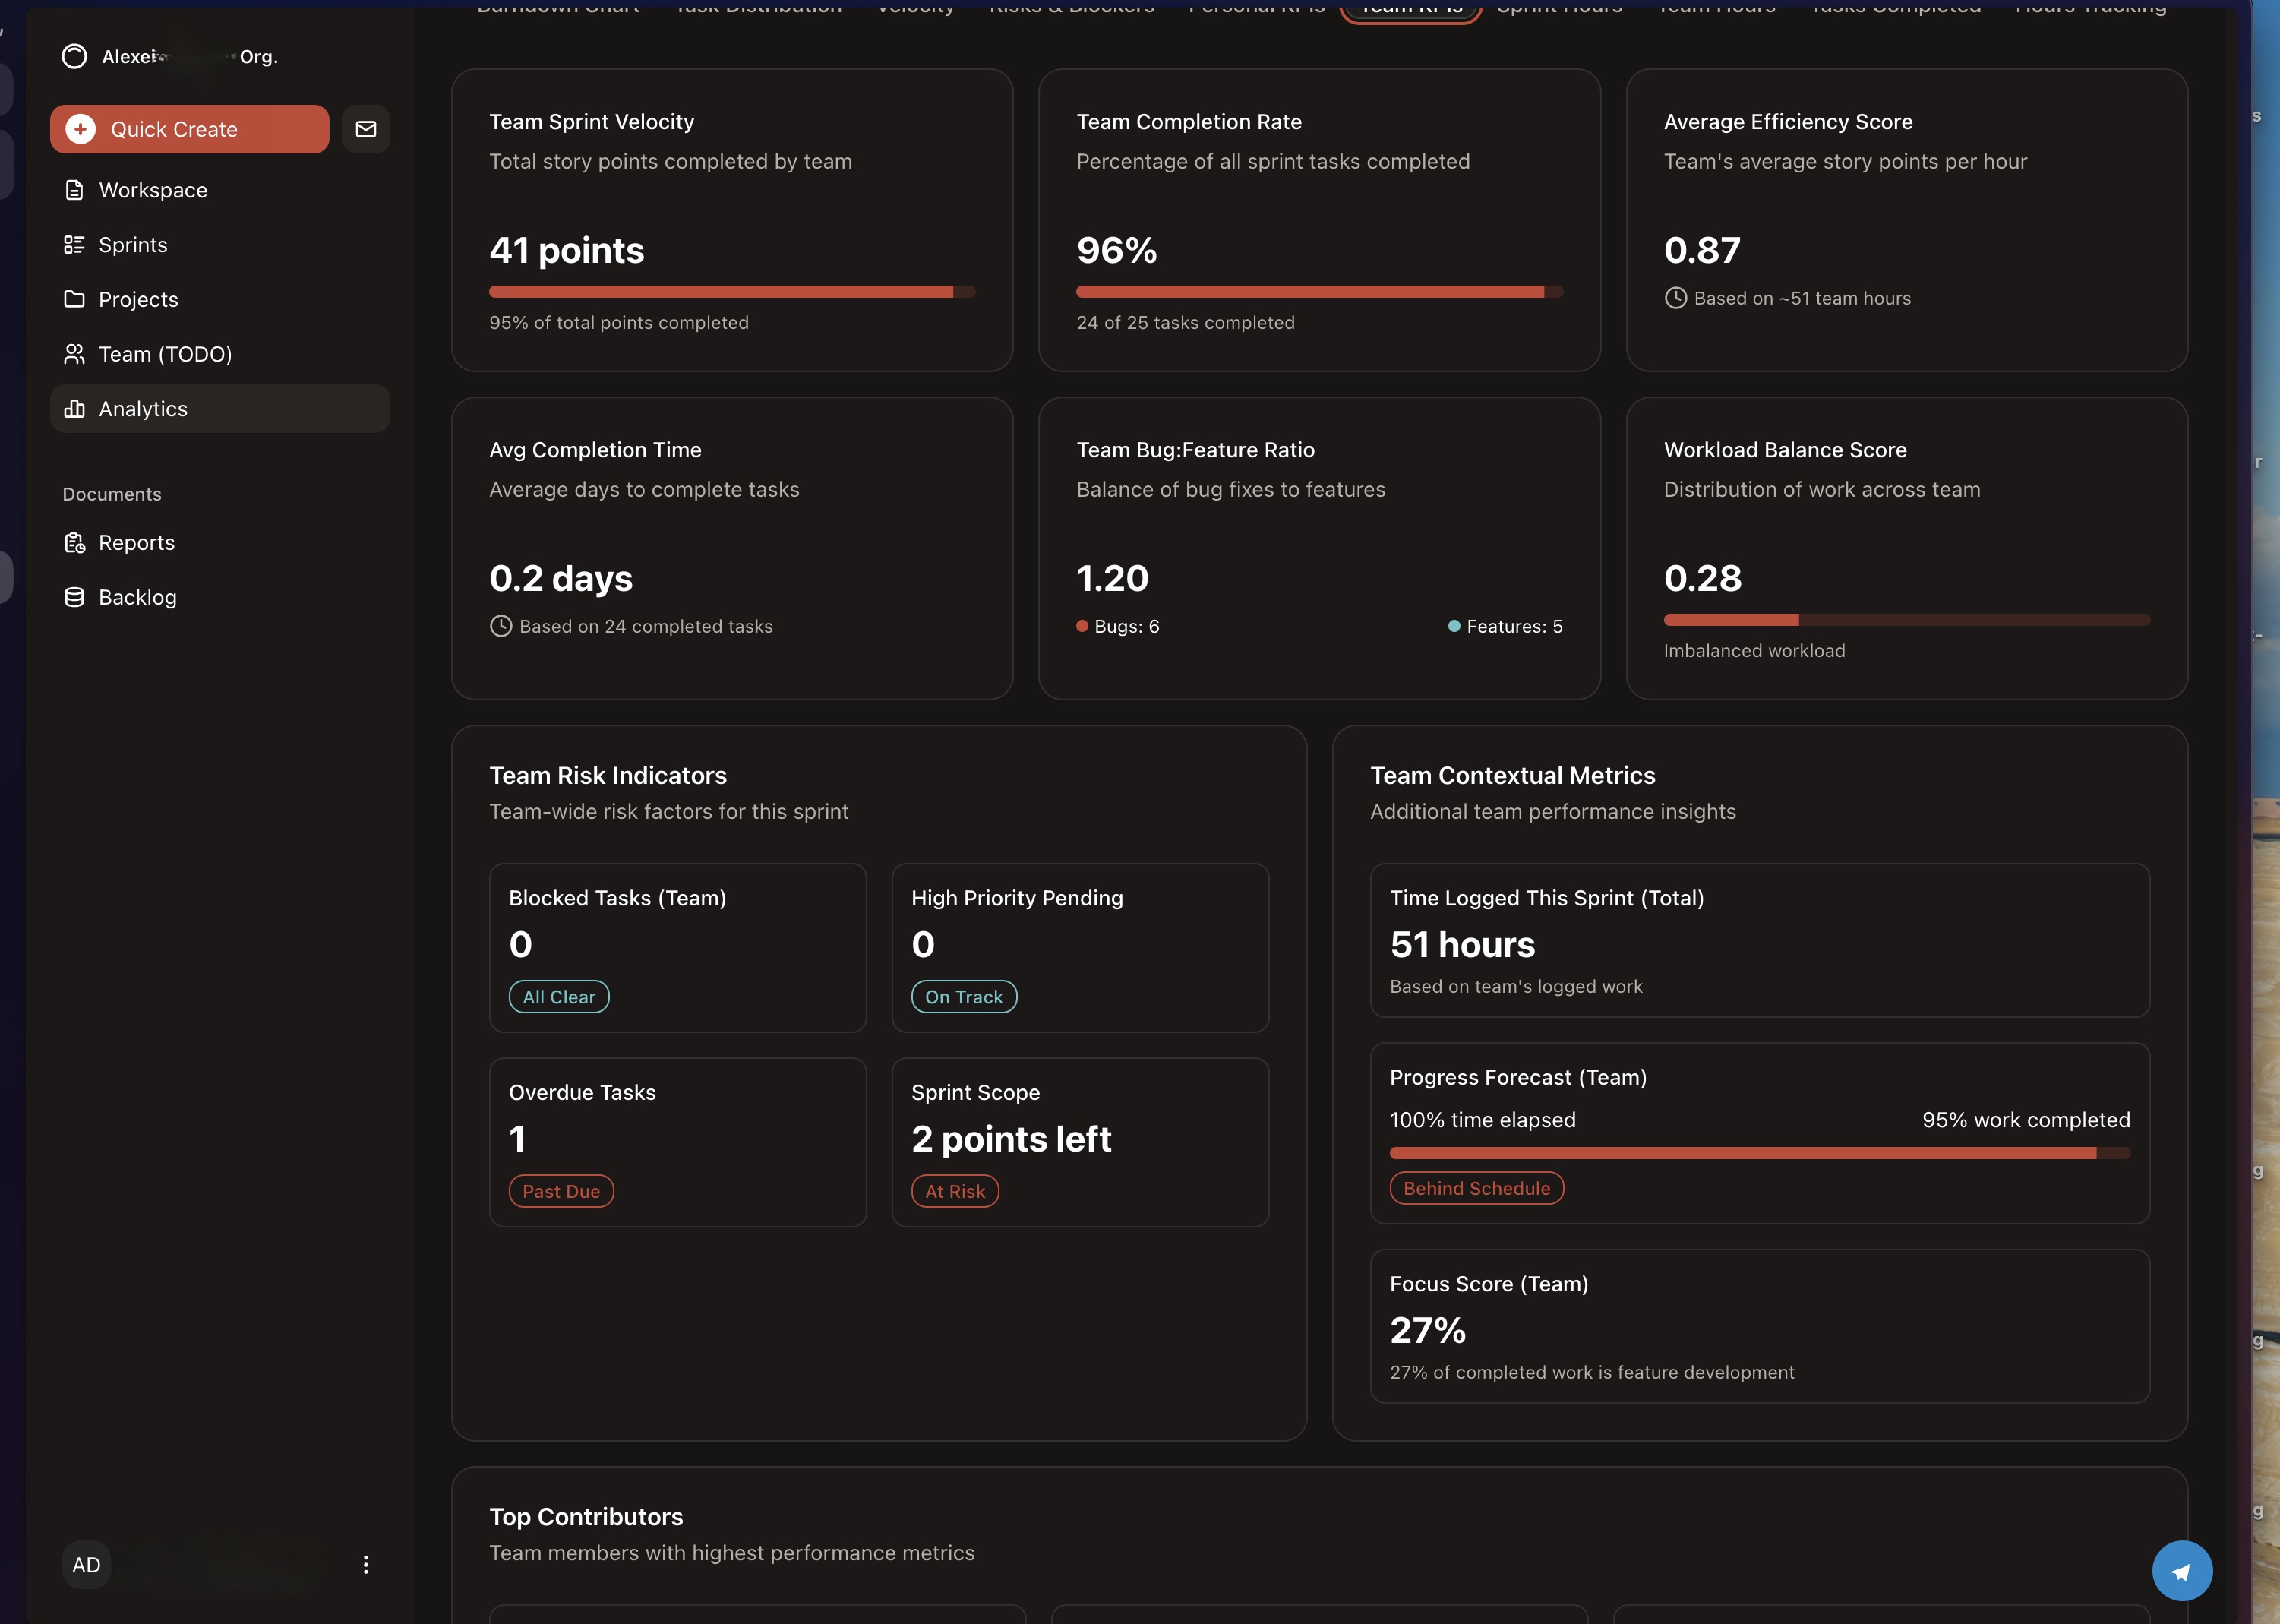 Burndown Chart Task Distribution Velocity Risks & Blockers Personal KPIs Team KPIs Sprint Hours Team Hours Tasks Completed Hours Tracking
Org.
Quick Create
Workspace
Sprints
Projects
Team (TODO)
Analytics
Documents
Reports
Backlog
AD
Team Sprint Velocity
Total story points completed by team
41 points
95% of total points completed
Team Completion Rate
Percentage of all sprint tasks completed
96%
24 of 25 tasks completed
Average Efficiency Score
Team's average story points per hour
0.87
Based on ~51 team hours
Avg Completion Time
Average days to complete tasks
0.2 days
Based on 24 completed tasks
Team Bug:Feature Ratio
Balance of bug fixes to features
1.20
Bugs: 6
Features: 5
Workload Balance Score
Distribution of work across team
0.28
Imbalanced workload
Team Risk Indicators
Team-wide risk factors for this sprint
Blocked Tasks (Team)
0
All Clear
High Priority Pending
0
On Track
Overdue Tasks
1
Past Due
Sprint Scope
2 points left
At Risk
Team Contextual Metrics
Additional team performance insights
Time Logged This Sprint (Total)
51 hours
Based on team's logged work
Progress Forecast (Team)
100% time elapsed
95% work completed
Behind Schedule
Focus Score (Team)
27%
27% of completed work is feature development
Top Contributors
Team members with highest performance metrics